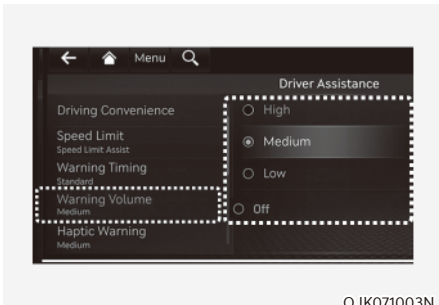 Menu
Driver Assistance
Driving Convenience
Speed Limit
Speed Limit Assist
Warning Timing
Standard
Warning Volume
Medium
Haptic Warning
Medium
High
Medium
Low
Off
OJK071003N